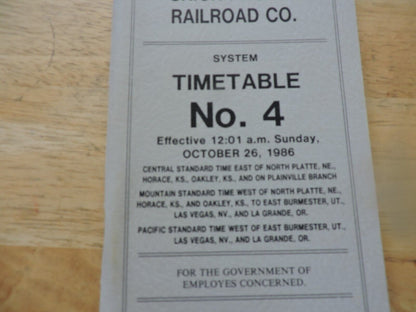 RAILROAD CO.
SYSTEM
TIMETABLE
No. 4
Effective 12:01 a.m. Sunday,
OCTOBER 26, 1986
CENTRAL STANDARD TIME EAST OF NORTH PLATTE, NE.,
HORACE, KS., OAKLEY, KS., AND ON PLAINVILLE BRANCH
MOUNTAIN STANDARD TIME WEST OF NORTH PLATTE, NE.,
HORACE, KS., AND OAKLEY, KS., TO EAST BURMESTER, UT.,
LAS VEGAS, NV., AND LA GRANDE, OR.
PACIFIC STANDARD TIME WEST OF EAST BURMESTER, UT.,
LAS VEGAS, NV., AND LA GRANDE, OR.
FOR THE GOVERNMENT OF
EMPLOYES CONCERNED.